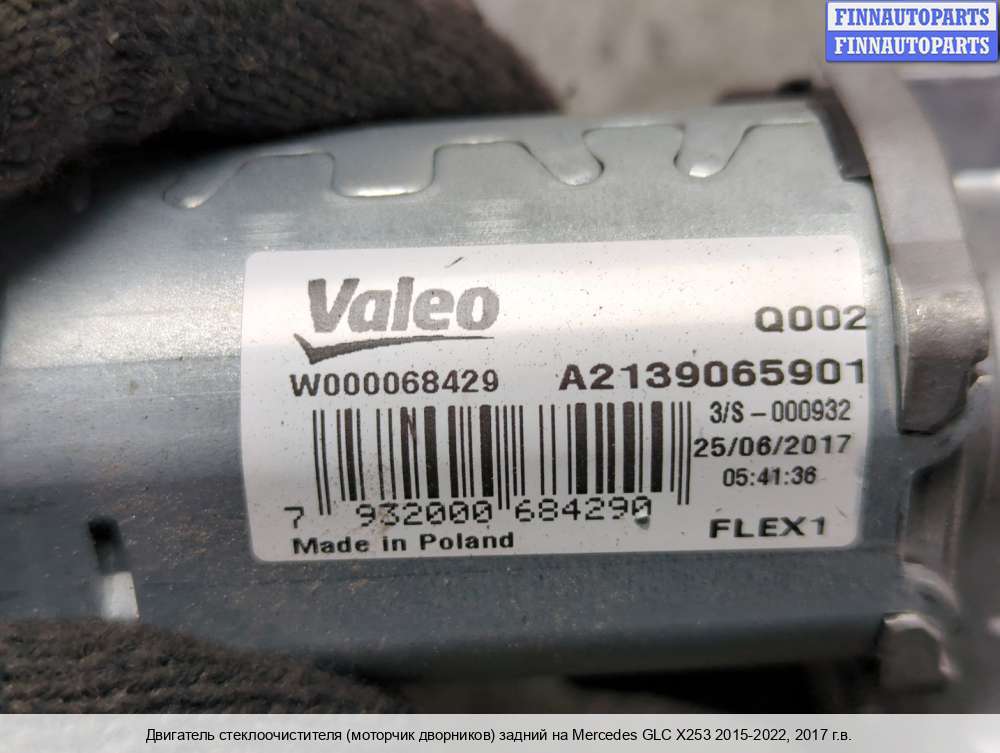 FINNAUTOPARTS
FINNAUTOPARTS
Valeo
Q002
W000068429
A2139065901
3/S-000932
25/06/2017
05:41:36
7 932000 684290
FLEX1
Made in Poland
Двигатель стеклоочистителя (моторчик дворников) задний на Mercedes GLC X253 2015-2022, 2017 г.в.